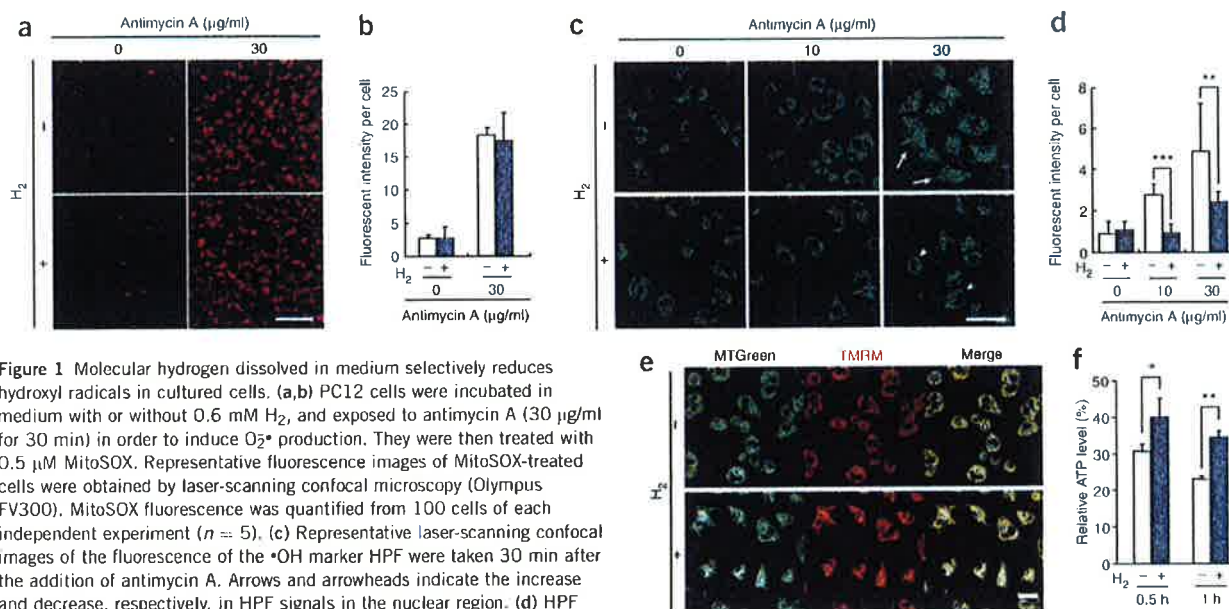 a
Antimycin A (μg/ml)
0 30
H₂
−
+
b
Fluorescent intensity per cell
25
20
15
10
5
0
H₂ − + − +
0 30
Antimycin A (μg/ml)
c
Antimycin A (μg/ml)
0 10 30
H₂
−
+
d
Fluorescent intensity per cell
8
6
4
2
0
*** **
H₂ − + − + − +
0 10 30
Antimycin A (μg/ml)
Figure 1 Molecular hydrogen dissolved in medium selectively reduces
hydroxyl radicals in cultured cells. (a,b) PC12 cells were incubated in
medium with or without 0.6 mM H₂, and exposed to antimycin A (30 μg/ml
for 30 min) in order to induce O₂⁻• production. They were then treated with
0.5 μM MitoSOX. Representative fluorescence images of MitoSOX-treated
cells were obtained by laser-scanning confocal microscopy (Olympus
FV300). MitoSOX fluorescence was quantified from 100 cells of each
independent experiment (n = 5). (c) Representative laser-scanning confocal
images of the fluorescence of the •OH marker HPF were taken 30 min after
the addition of antimycin A. Arrows and arrowheads indicate the increase
and decrease, respectively, in HPF signals in the nuclear region. (d) HPF
e
MTGreen TMRM Merge
H₂
−
+
f
Relative ATP level (%)
50
40
30
20
10
0
* **
H₂ − + − +
0.5 h 1 h